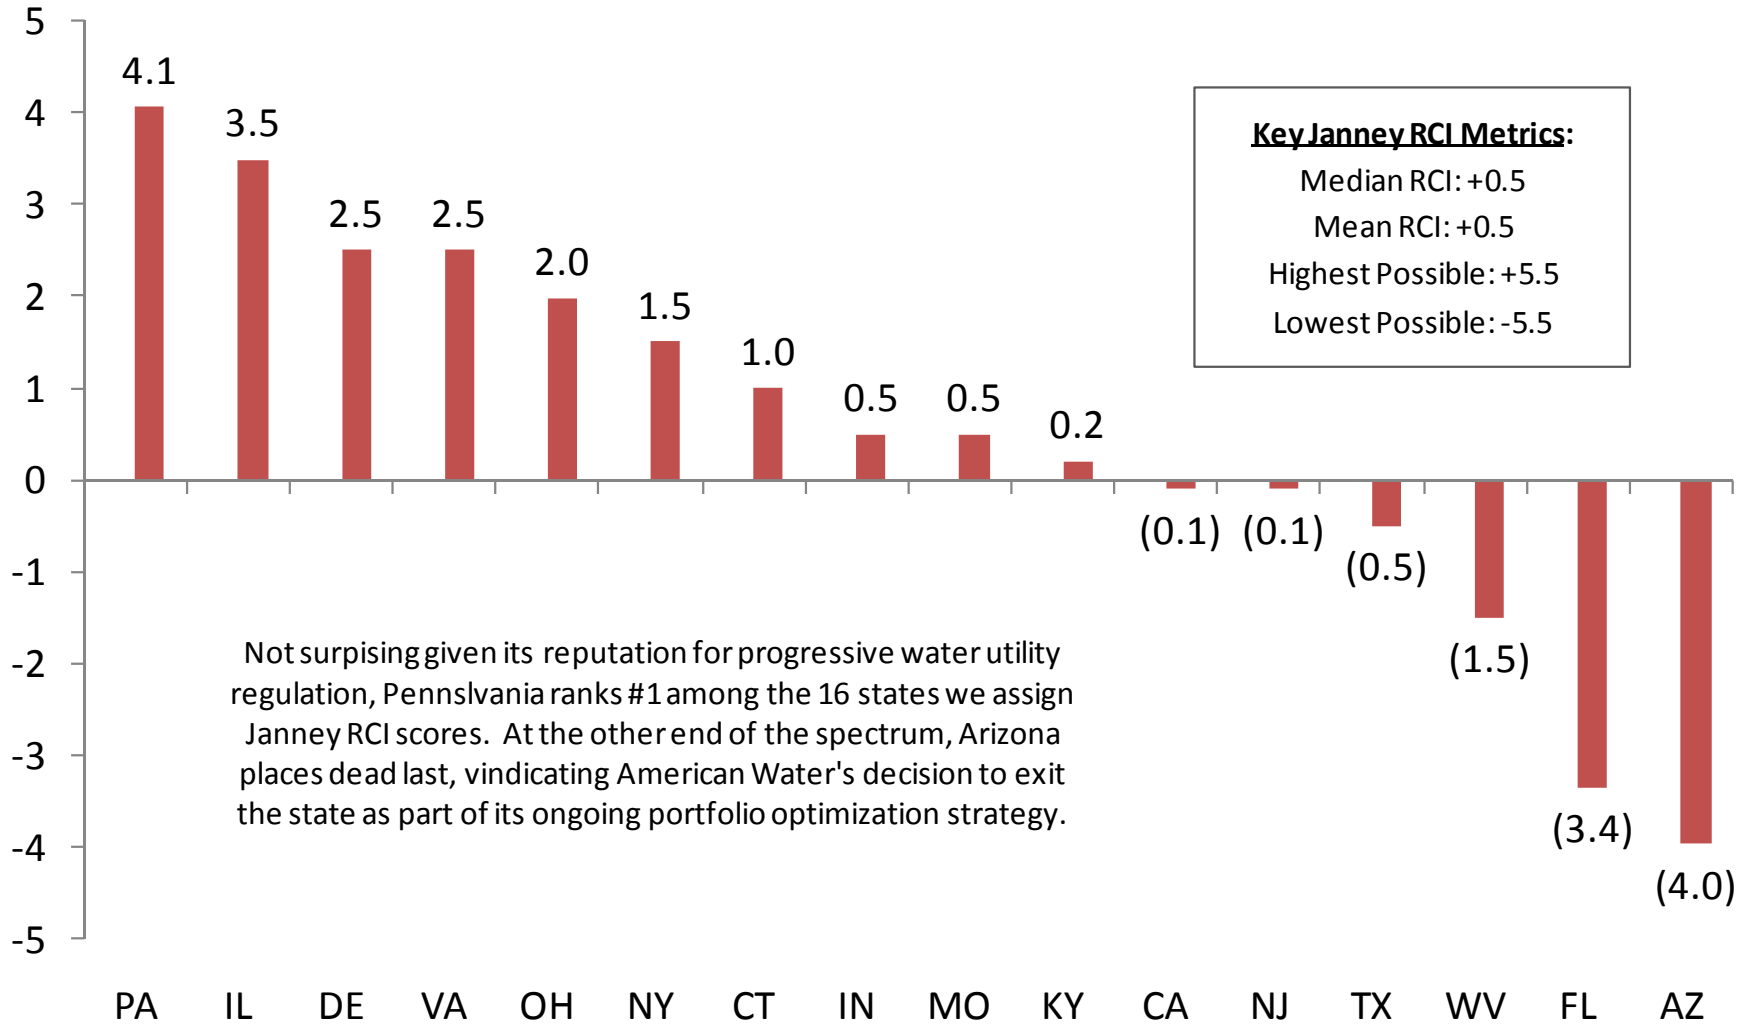 5
4.1
4
3.5
Key Janney RCI Metrics:
Median RCI: +0.5
Mean RCI: +0.5
Highest Possible: +5.5
Lowest Possible: -5.5
3
2.5
2.5
2.0
2
1.5
1.0
1
0.5
0.5
0.2
0
(0.1)
(0.1)
(0.5)
-1
(1.5)
-2
Not surpising given its reputation for progressive water utility
regulation, Pennslvania ranks #1 among the 16 states we assign
Janney RCI scores. At the other end of the spectrum, Arizona
places dead last, vindicating American Water's decision to exit
the state as part of its ongoing portfolio optimization strategy.
-3
(3.4)
-4
(4.0)
-5
PA IL DE VA OH NY CT IN MO KY CA NJ TX WV FL AZ